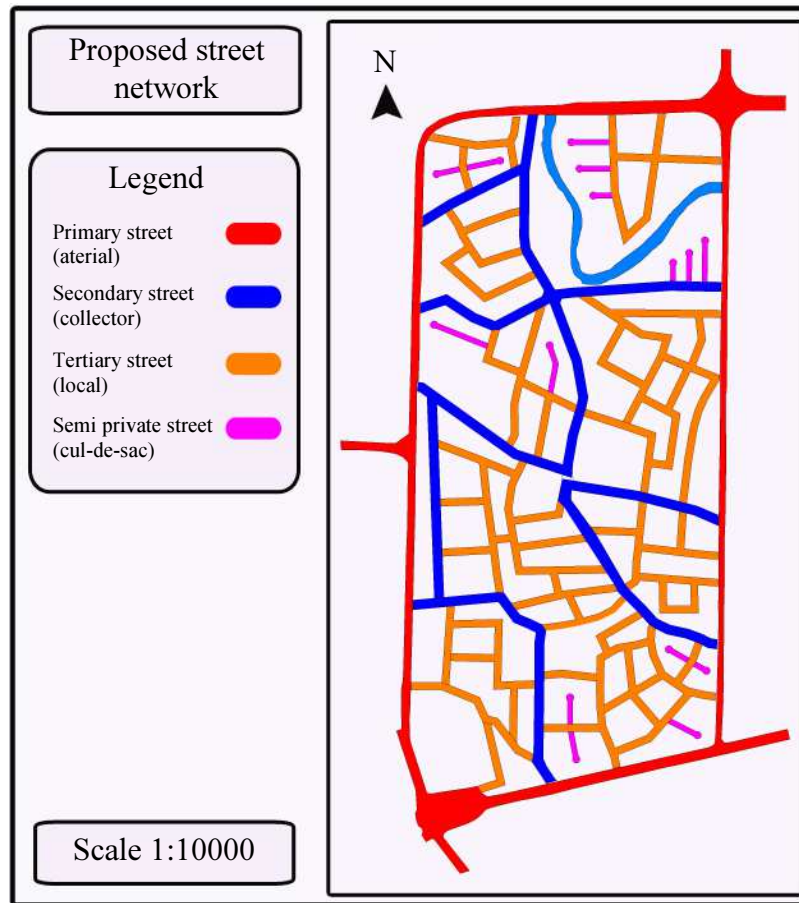 Proposed street
network
N
Legend
Primary street
(aterial)
Secondary street
(collector)
Tertiary street
(local)
Semi private street
(cul-de-sac)
Scale 1:10000